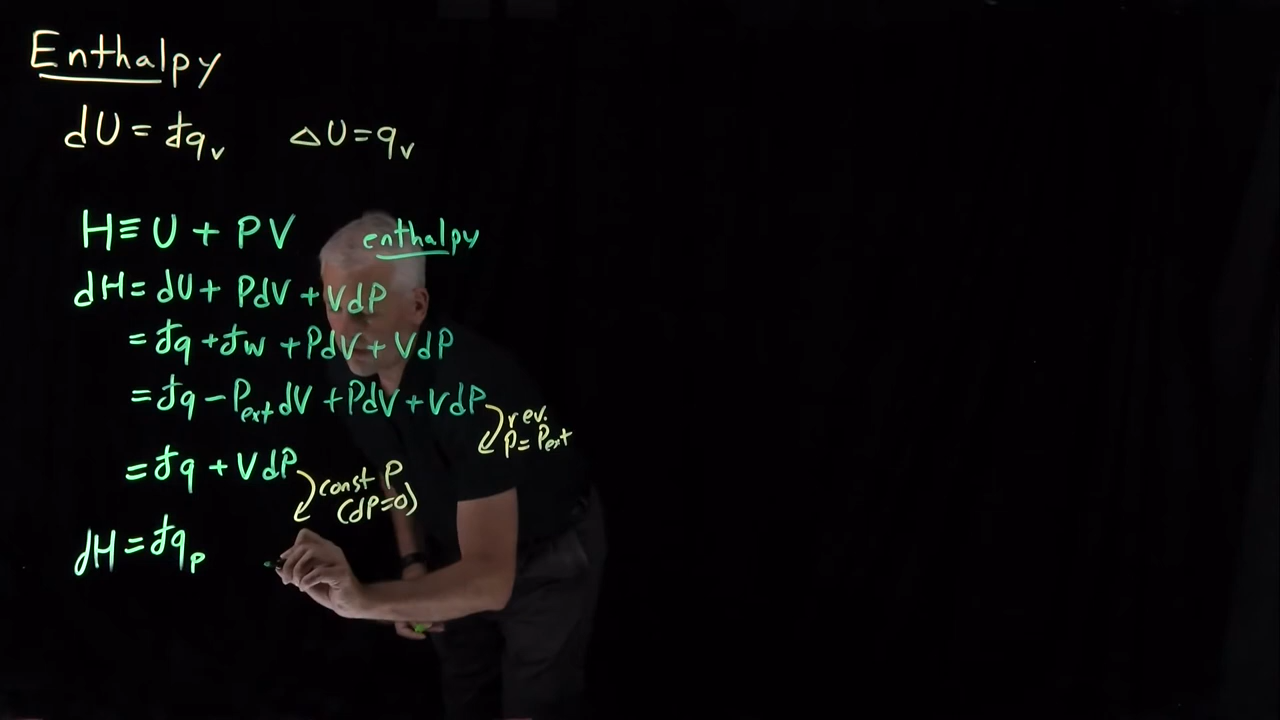 Enthalpy
dU = đq_v    ΔU = q_v
H ≡ U + PV    enthalpy
dH = dU + PdV + VdP
= đq + đw + PdV + VdP
= đq − P_ext dV + PdV + VdP
rev.
P = P_ext
= đq + VdP
const P
(dP=0)
dH = đq_P